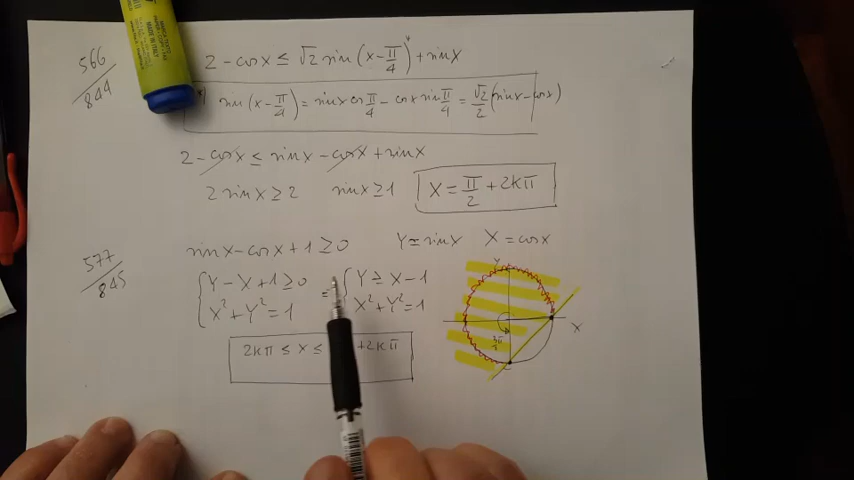 566
844
2 - cos x ≤ √2 sin (x - π/4)* + sin x
*) sin (x - π/4) = sin x cos π/4 - cos x sin π/4 = √2/2 (sin x - cos x)
2 - cos x ≤ sin x - cos x + sin x
2 sin x ≥ 2 sin x ≥ 1 X = π/2 + 2Kπ
577
845
sin x - cos x + 1 ≥ 0 Y = sin x X = cos x
{Y - X + 1 ≥ 0 = {Y ≥ X - 1
X² + Y² = 1 X² + Y² = 1
Y
X
2Kπ ≤ x ≤ + 2Kπ